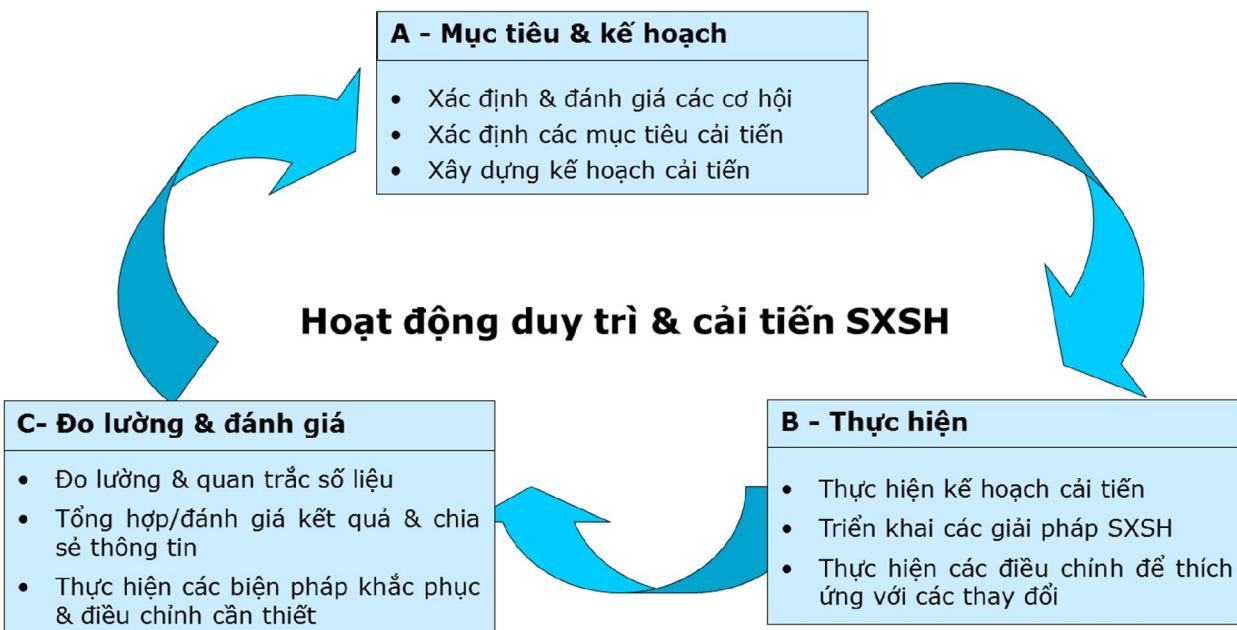 A - Mục tiêu & kế hoạch
• Xác định & đánh giá các cơ hội
• Xác định các mục tiêu cải tiến
• Xây dựng kế hoạch cải tiến
Hoạt động duy trì & cải tiến SXSH
C- Đo lường & đánh giá
• Đo lường & quan trắc số liệu
• Tổng hợp/đánh giá kết quả & chia
sẻ thông tin
• Thực hiện các biện pháp khắc phục
& điều chỉnh cần thiết
B - Thực hiện
• Thực hiện kế hoạch cải tiến
• Triển khai các giải pháp SXSH
• Thực hiện các điều chỉnh để thích
ứng với các thay đổi